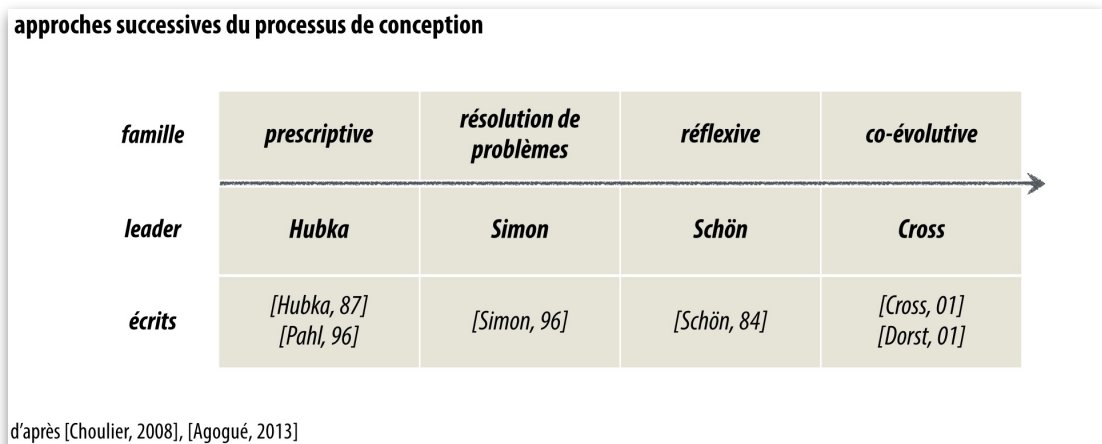 approches successives du processus de conception
famille prescriptive résolution de problèmes réflexive co-évolutive
leader Hubka Simon Schön Cross
écrits [Hubka, 87] [Pahl, 96] [Simon, 96] [Schön, 84] [Cross, 01] [Dorst, 01]
d'après [Choulier, 2008], [Agogué, 2013]